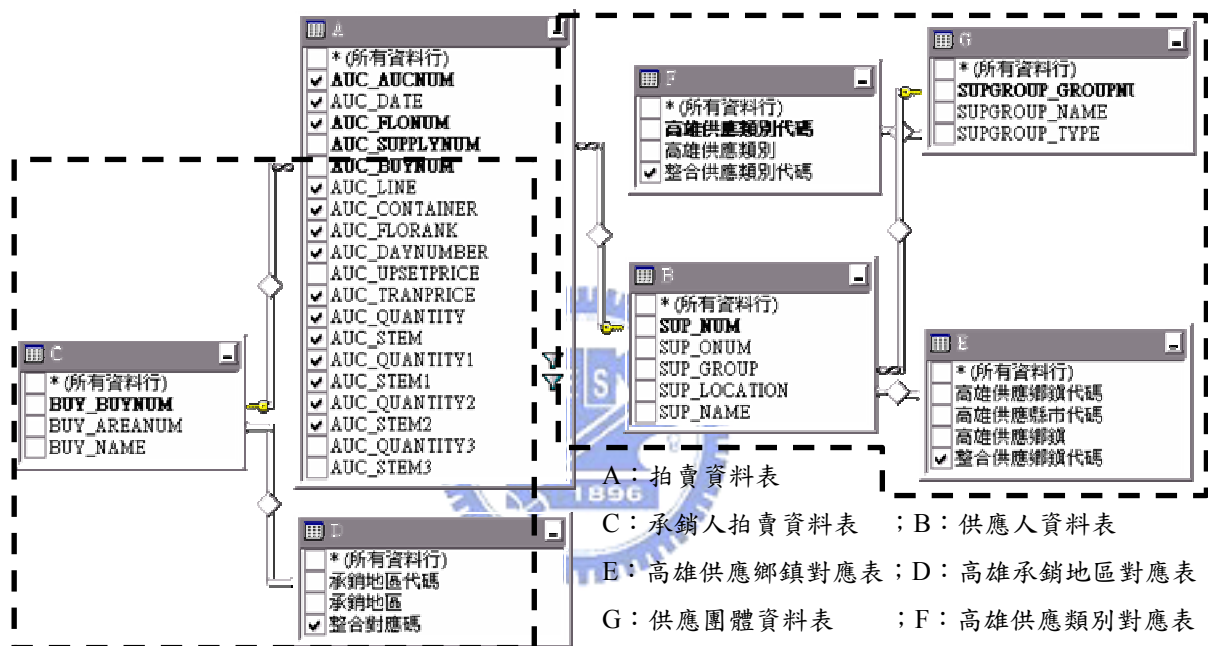 A
* (所有資料行)
AUC_AUCNUM
AUC_DATE
AUC_FLONUM
AUC_SUPPLYNUM
AUC_BUYNUM
AUC_LINE
AUC_CONTAINER
AUC_FLORANK
AUC_DAYNUMBER
AUC_UPSETPRICE
AUC_TRANPRICE
AUC_QUANTITY
AUC_STEM
AUC_QUANTITY1
AUC_STEM1
AUC_QUANTITY2
AUC_STEM2
AUC_QUANTITY3
AUC_STEM3
F
* (所有資料行)
高雄供應類別代碼
高雄供應類別
整合供應類別代碼
G
* (所有資料行)
SUPGROUP_GROUPNU
SUPGROUP_NAME
SUPGROUP_TYPE
B
* (所有資料行)
SUP_NUM
SUP_ONUM
SUP_GROUP
SUP_LOCATION
SUP_NAME
E
* (所有資料行)
高雄供應鄉鎮代碼
高雄供應縣市代碼
高雄供應鄉鎮
整合供應鄉鎮代碼
C
* (所有資料行)
BUY_BUYNUM
BUY_AREANUM
BUY_NAME
D
* (所有資料行)
承銷地區代碼
承銷地區
整合對應碼
ES
1896
A：拍賣資料表
C：承銷人拍賣資料表 ；B：供應人資料表
E：高雄供應鄉鎮對應表；D：高雄承銷地區對應表
G：供應團體資料表 ；F：高雄供應類別對應表